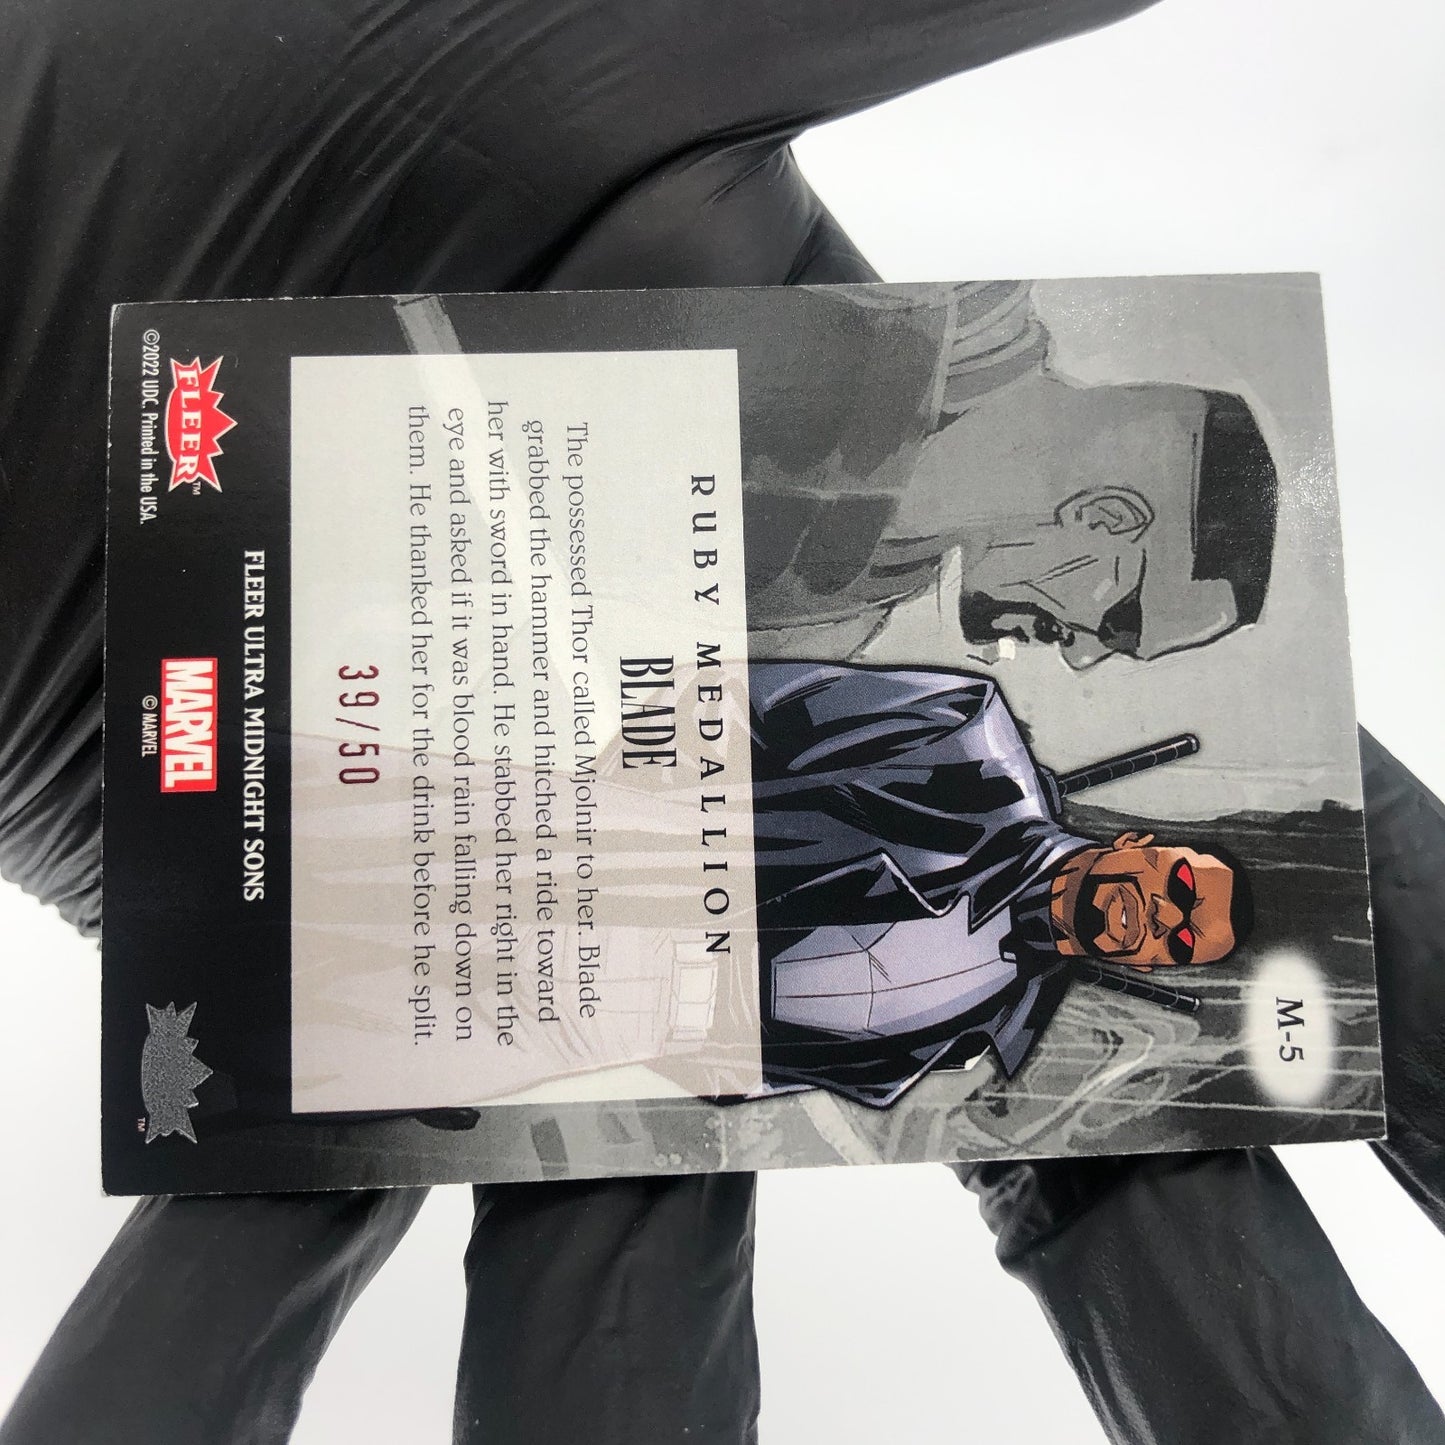 M-5
RUBY MEDALLION
BLADE
The possessed Thor called Mjolnir to her. Blade
grabbed the hammer and hitched a ride toward
her with sword in hand. He stabbed her right in the
eye and asked if it was blood rain falling down on
them. He thanked her for the drink before he split.
39/50
FLEER ULTRA MIDNIGHT SONS
FLEER™
©2022 UDC. Printed in the USA.
MARVEL
© MARVEL
™